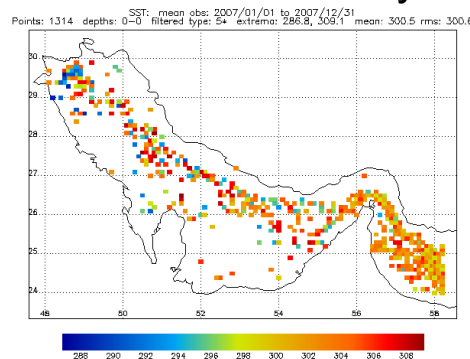 SST: mean obs: 2007/01/01 to 2007/12/31
Points: 1314 depths: 0-0 filtered type: 5* extrema: 286.8, 309.1 mean: 300.5 rms: 300.6
30
29
28
27
26
25
24
48 50 52 54 56 58
288 290 292 294 296 298 300 302 304 306 308